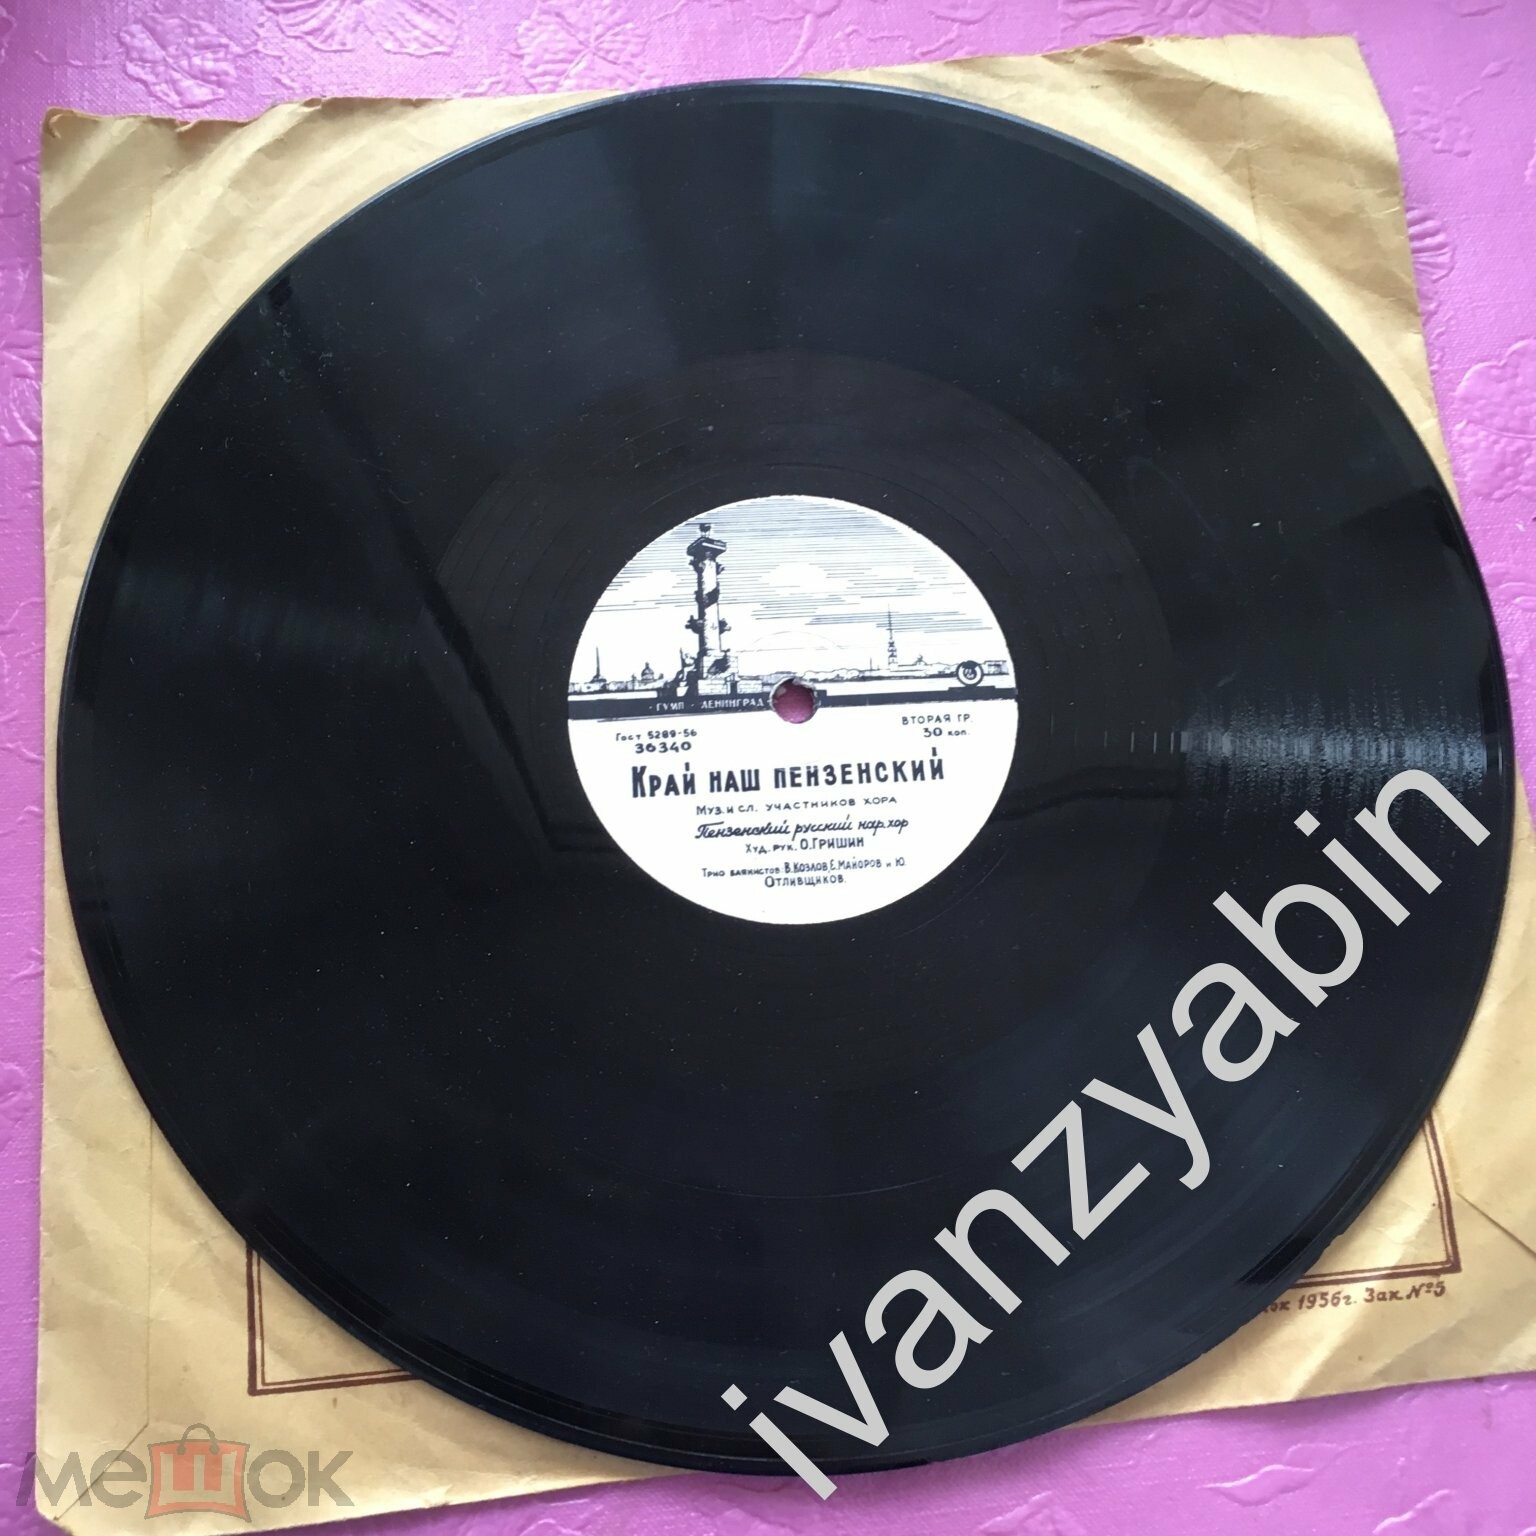 · ГУМП · ЛЕНИНГРАД ·
Гост 5289-56
36340
ВТОРАЯ ГР.
30 коп.
КРАЙ НАШ ПЕНЗЕНСКИЙ
Муз. и сл. участников хора
Пензенский русский нар. хор
Худ. рук. О. ГРИШИН
Трио баянистов В. Козлов, Е. Майоров и Ю.
Отливщиков.
1956г. Зак №5
ivanzyabin
мешок